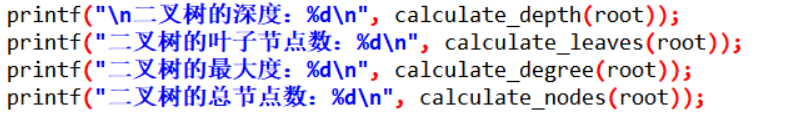 printf("\n二叉树的深度：%d\n", calculate_depth(root));
printf("二叉树的叶子节点数：%d\n", calculate_leaves(root));
printf("二叉树的最大度：%d\n", calculate_degree(root));
printf("二叉树的总节点数：%d\n", calculate_nodes(root));